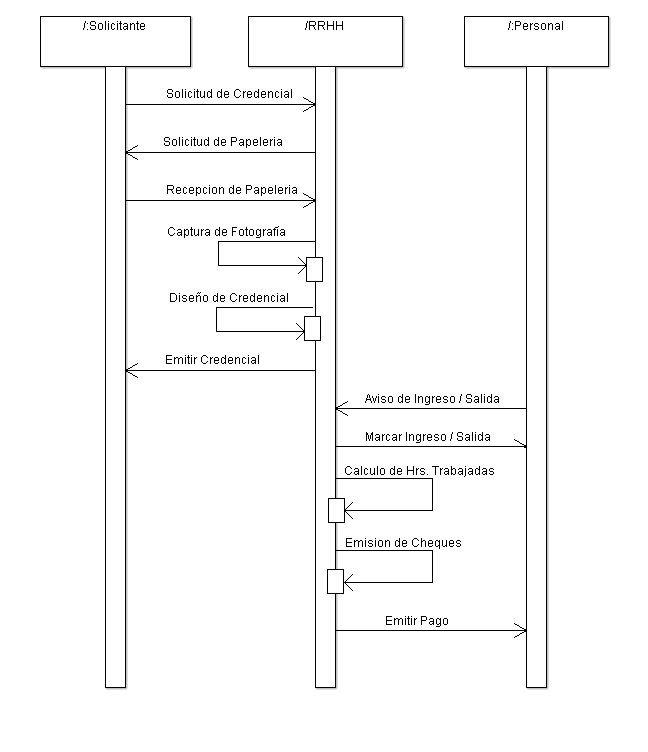 /:Solicitante
/RRHH
/:Personal
Solicitud de Credencial
Solicitud de Papeleria
Recepcion de Papeleria
Captura de Fotografía
Diseño de Credencial
Emitir Credencial
Aviso de Ingreso / Salida
Marcar Ingreso / Salida
Calculo de Hrs. Trabajadas
Emision de Cheques
Emitir Pago